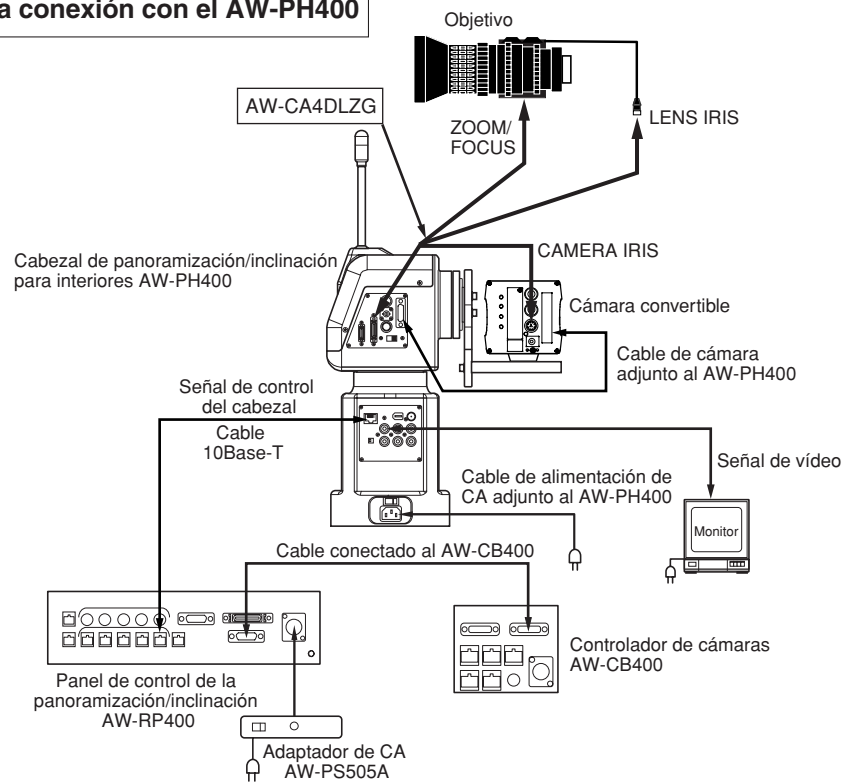 a conexión con el AW-PH400
Objetivo
AW-CA4DLZG
ZOOM/
FOCUS
LENS IRIS
CAMERA IRIS
Cabezal de panoramización/inclinación
para interiores AW-PH400
Cámara convertible
Cable de cámara
adjunto al AW-PH400
Señal de control
del cabezal
Cable
10Base-T
Señal de vídeo
Cable de alimentación de
CA adjunto al AW-PH400
Monitor
Cable conectado al AW-CB400
Controlador de cámaras
AW-CB400
Panel de control de la
panoramización/inclinación
AW-RP400
Adaptador de CA
AW-PS505A